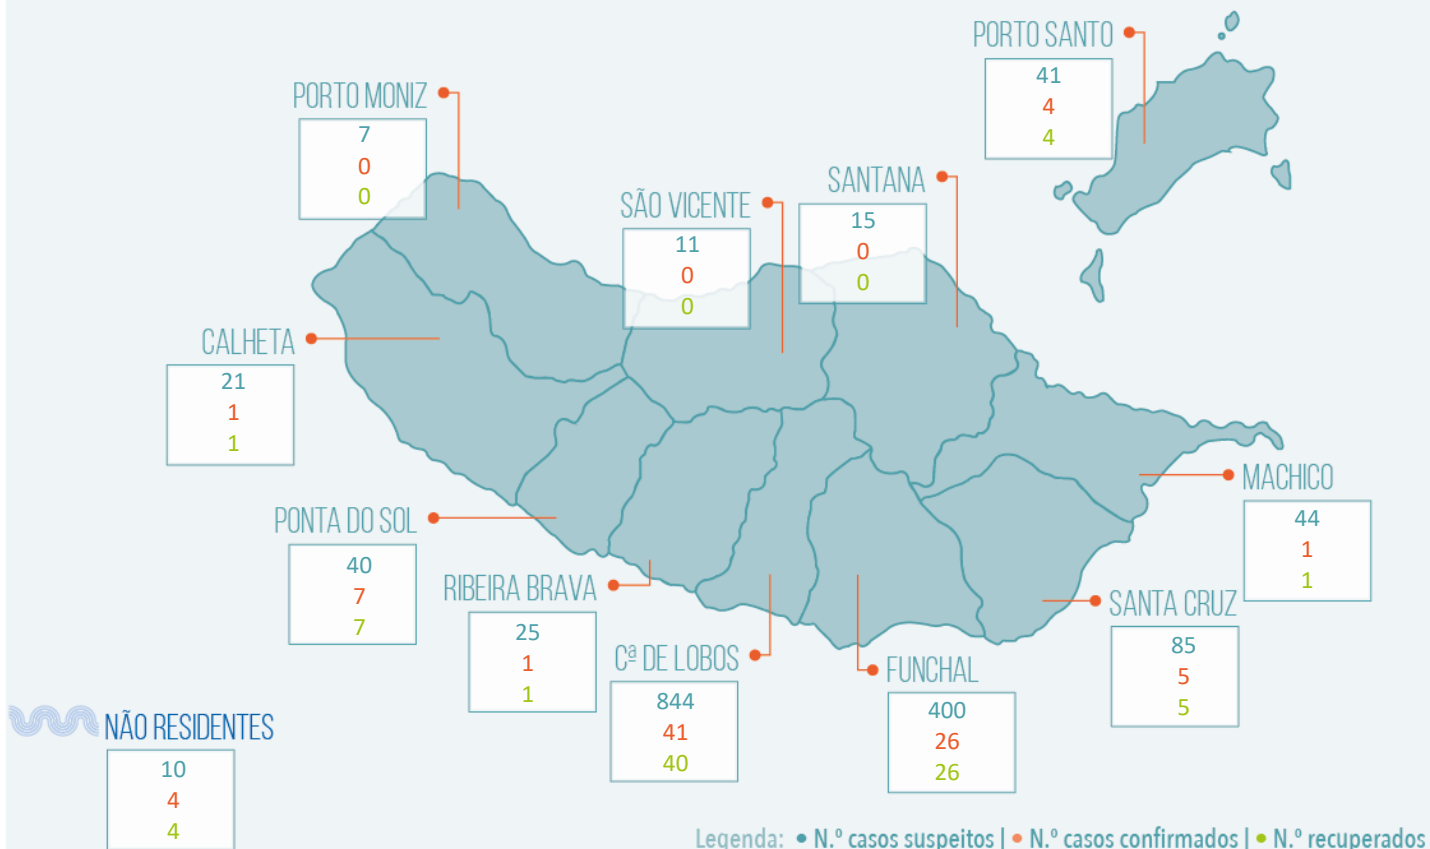 PORTO SANTO
41
4
4
PORTO MONIZ
7
0
0
SANTANA
15
0
0
SÃO VICENTE
11
0
0
CALHETA
21
1
1
MACHICO
44
1
1
PONTA DO SOL
40
7
7
RIBEIRA BRAVA
25
1
1
SANTA CRUZ
85
5
5
Cª DE LOBOS
844
41
40
FUNCHAL
400
26
26
NÃO RESIDENTES
10
4
4
Legenda: • N.º casos suspeitos | • N.º casos confirmados | • N.º recuperados